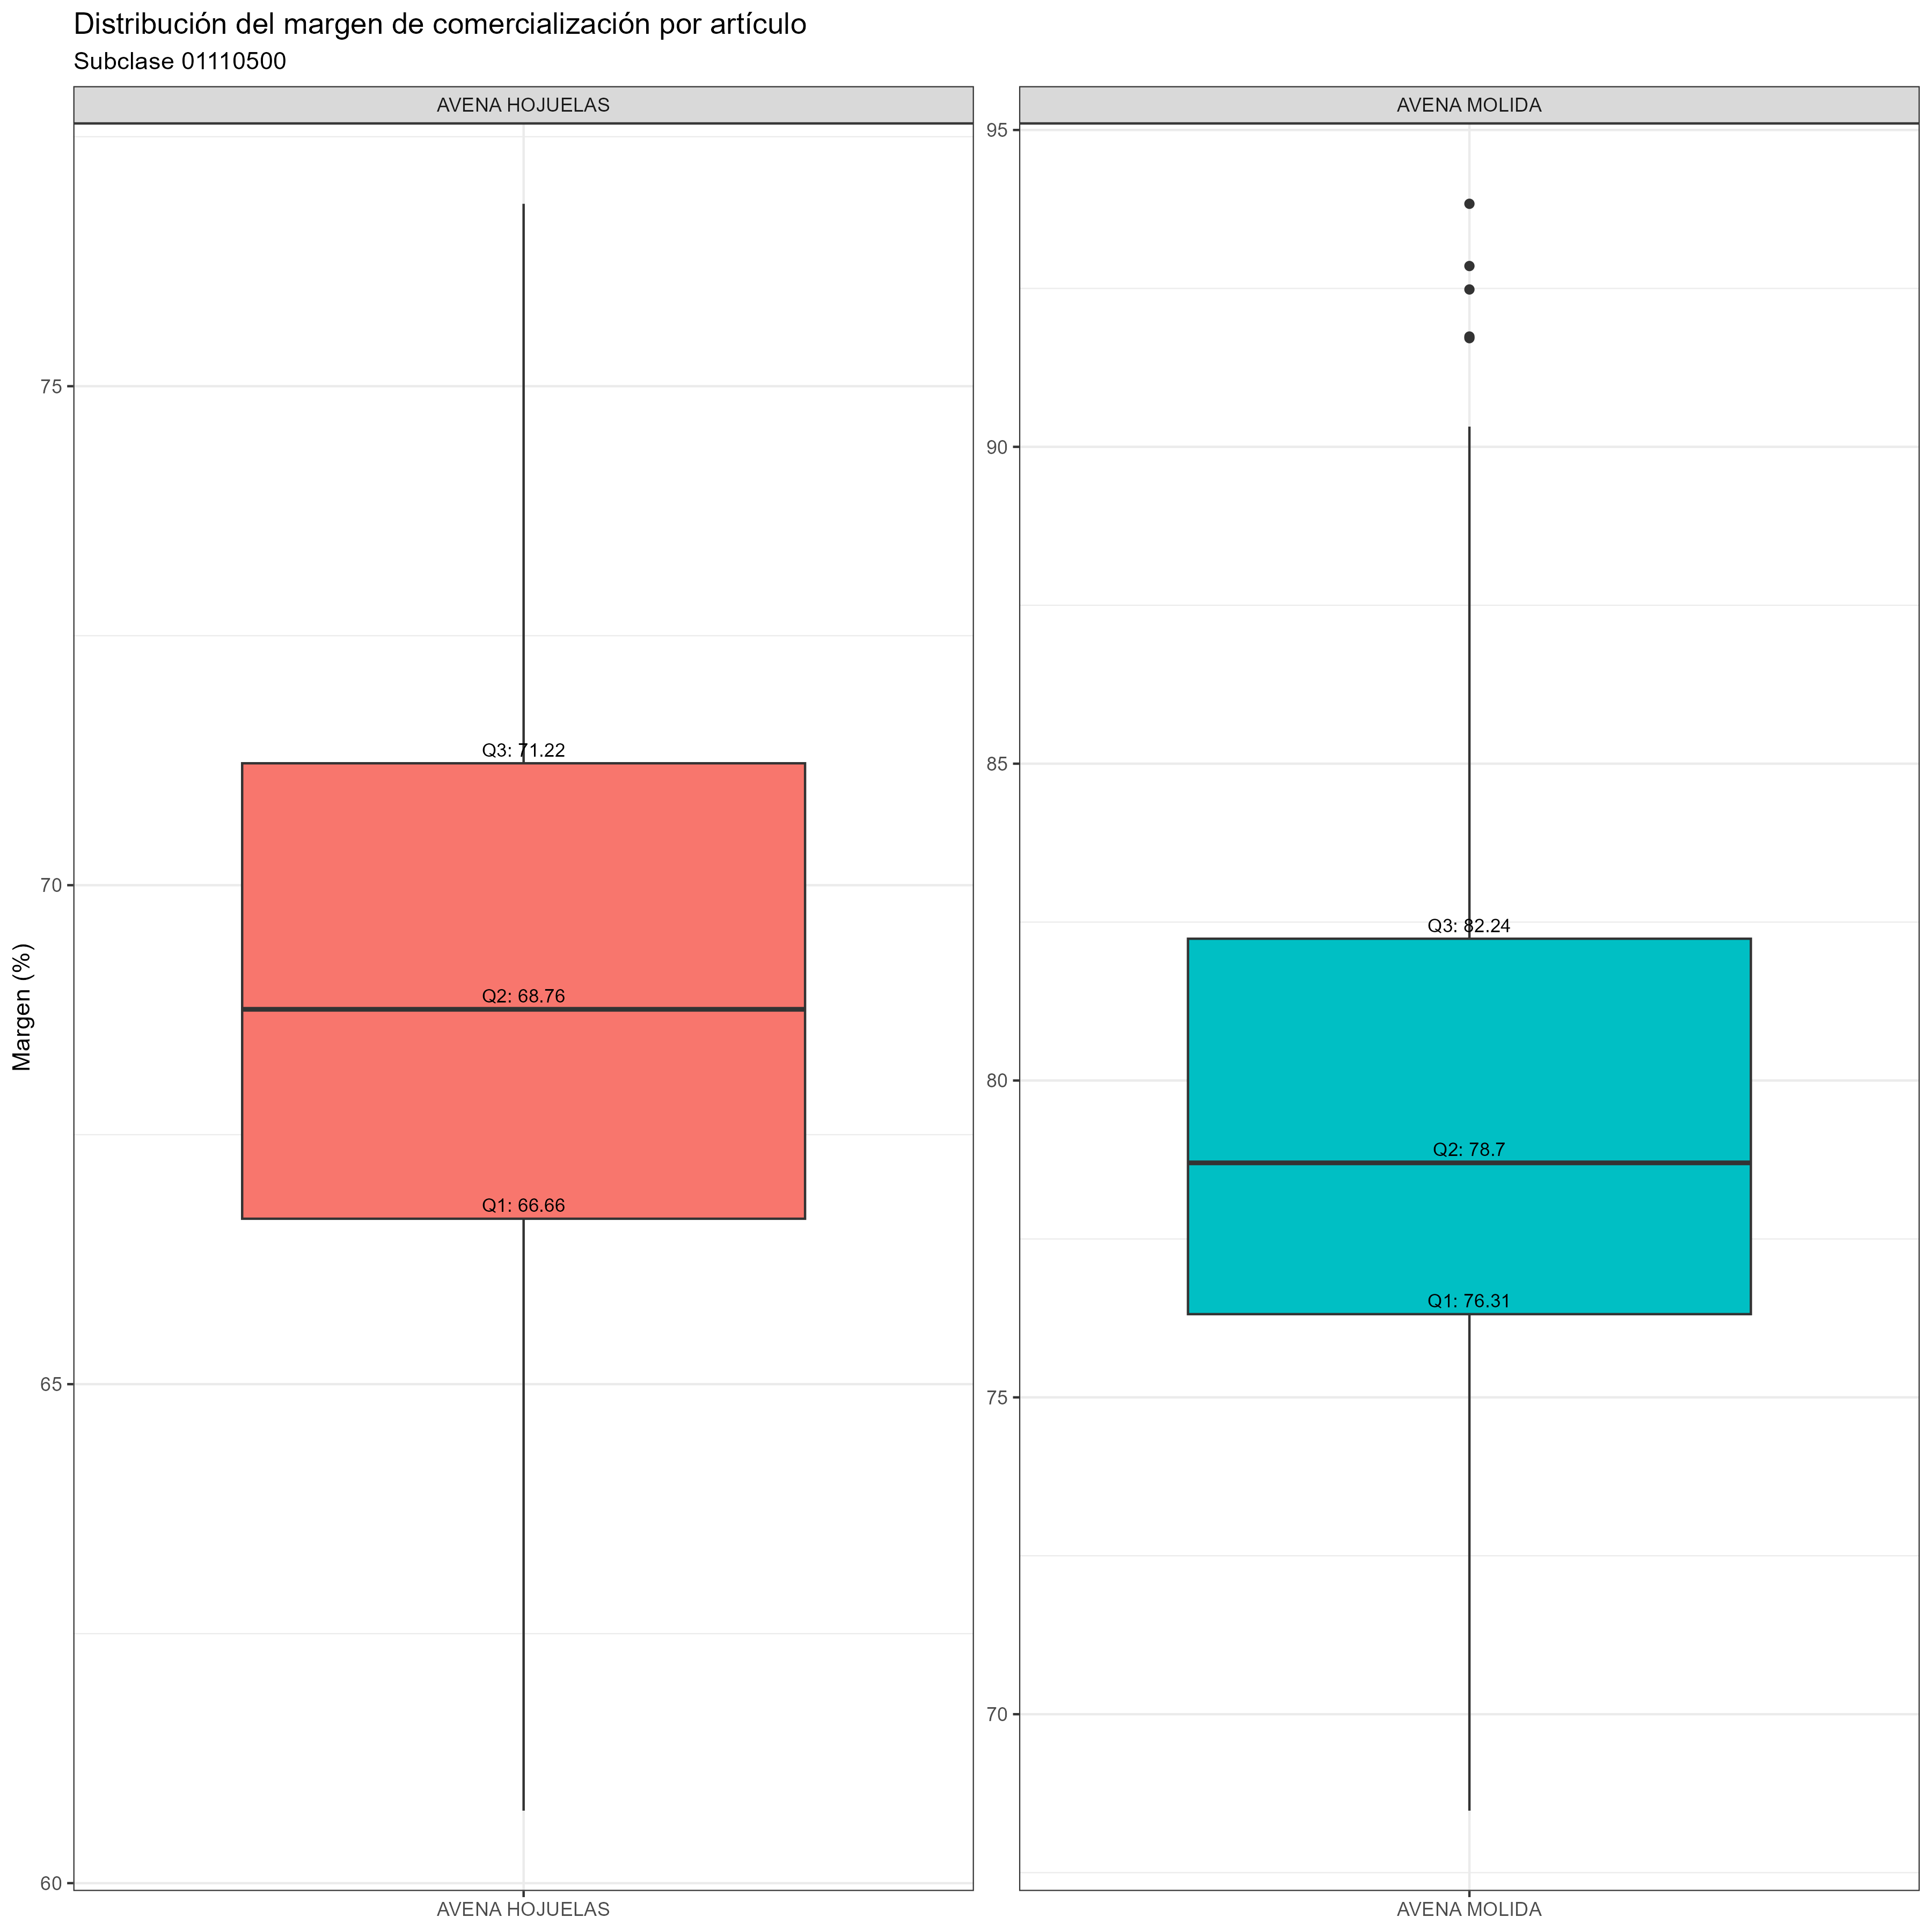 Distribución del margen de comercialización por artículo
Subclase 01110500
AVENA HOJUELAS
AVENA MOLIDA
Margen (%)
75
70
65
60
Q3: 71.22
Q2: 68.76
Q1: 66.66
95
90
85
80
75
70
Q3: 82.24
Q2: 78.7
Q1: 76.31
AVENA HOJUELAS
AVENA MOLIDA